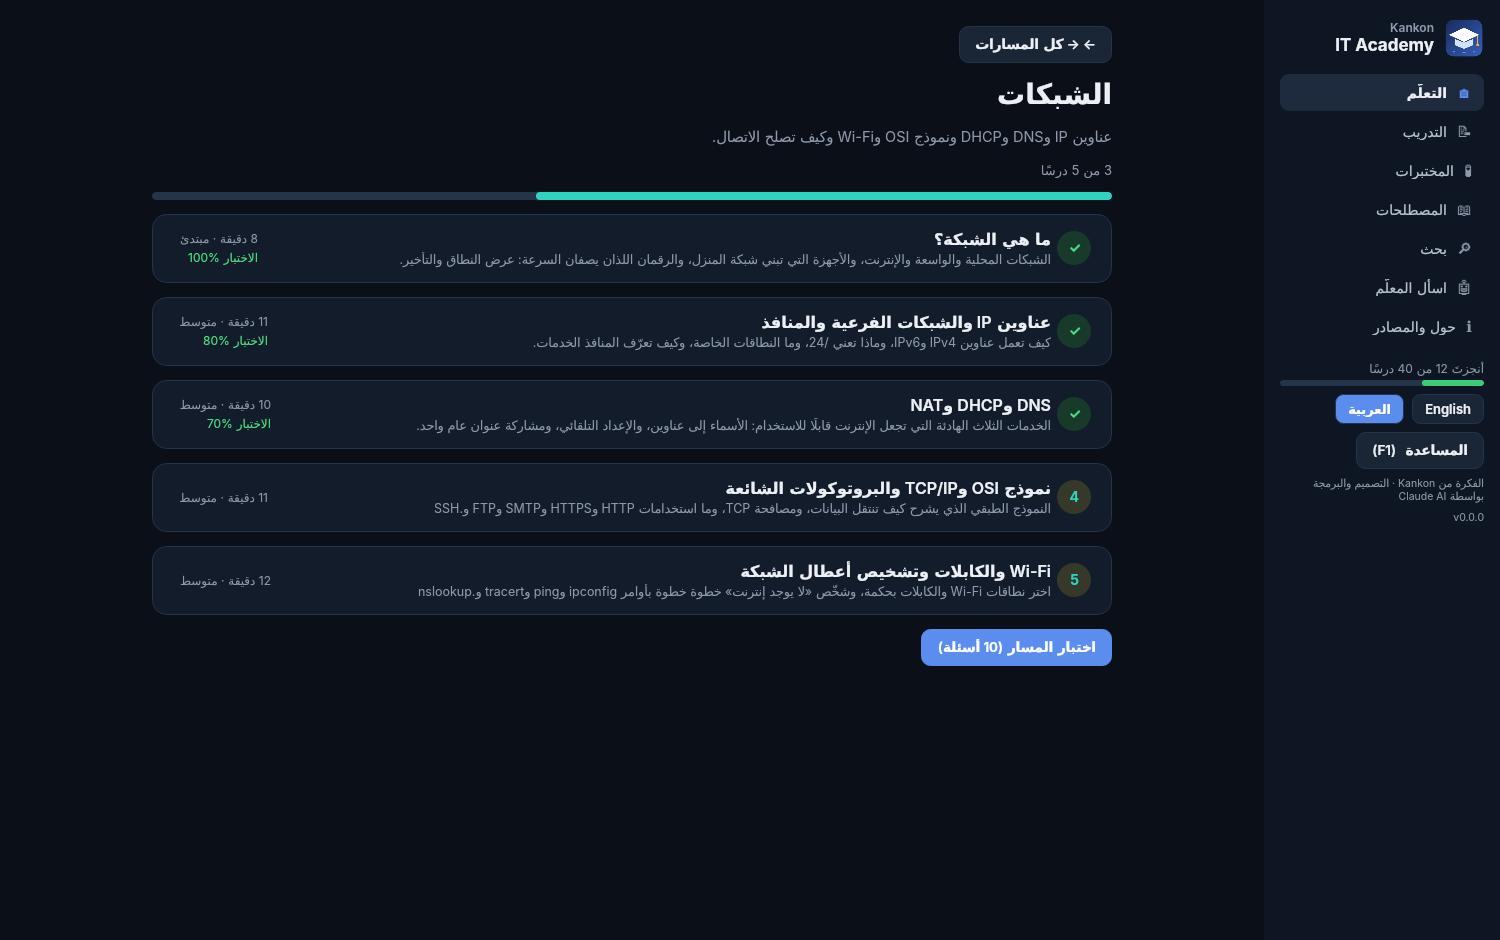 Kankon
IT Academy
التعلّم
التدريب
المختبرات
المصطلحات
بحث
اسأل المعلّم
حول والمصادر
أنجزتَ 12 من 40 درسًا
English
العربية
المساعدة (F1)
الفكرة من Kankon · التصميم والبرمجة
بواسطة Claude AI
v0.0.0
← → كل المسارات
الشبكات
عناوين IP وDNS وDHCP ونموذج OSI وWi-Fi وكيف تصلح الاتصال.
3 من 5 درسًا
ما هي الشبكة؟
الشبكات المحلية والواسعة والإنترنت، والأجهزة التي تبني شبكة المنزل، والرقمان اللذان يصفان السرعة: عرض النطاق والتأخير.
8 دقيقة · مبتدئ
الاختبار 100%
عناوين IP والشبكات الفرعية والمنافذ
كيف تعمل عناوين IPv4 وIPv6، وماذا تعني /24، وما النطاقات الخاصة، وكيف تعرّف المنافذ الخدمات.
11 دقيقة · متوسط
الاختبار 80%
DNS وDHCP وNAT
الخدمات الثلاث الهادئة التي تجعل الإنترنت قابلًا للاستخدام: الأسماء إلى عناوين، والإعداد التلقائي، ومشاركة عنوان عام واحد.
10 دقيقة · متوسط
الاختبار 70%
4
نموذج OSI وTCP/IP والبروتوكولات الشائعة
النموذج الطبقي الذي يشرح كيف تنتقل البيانات، ومصافحة TCP، وما استخدامات HTTP وHTTPS وSMTP وFTP وSSH.
11 دقيقة · متوسط
5
Wi-Fi والكابلات وتشخيص أعطال الشبكة
اختر نطاقات Wi-Fi والكابلات بحكمة، وشخّص «لا يوجد إنترنت» خطوة خطوة بأوامر ipconfig وping وtracert وnslookup.
12 دقيقة · متوسط
اختبار المسار (10 أسئلة)